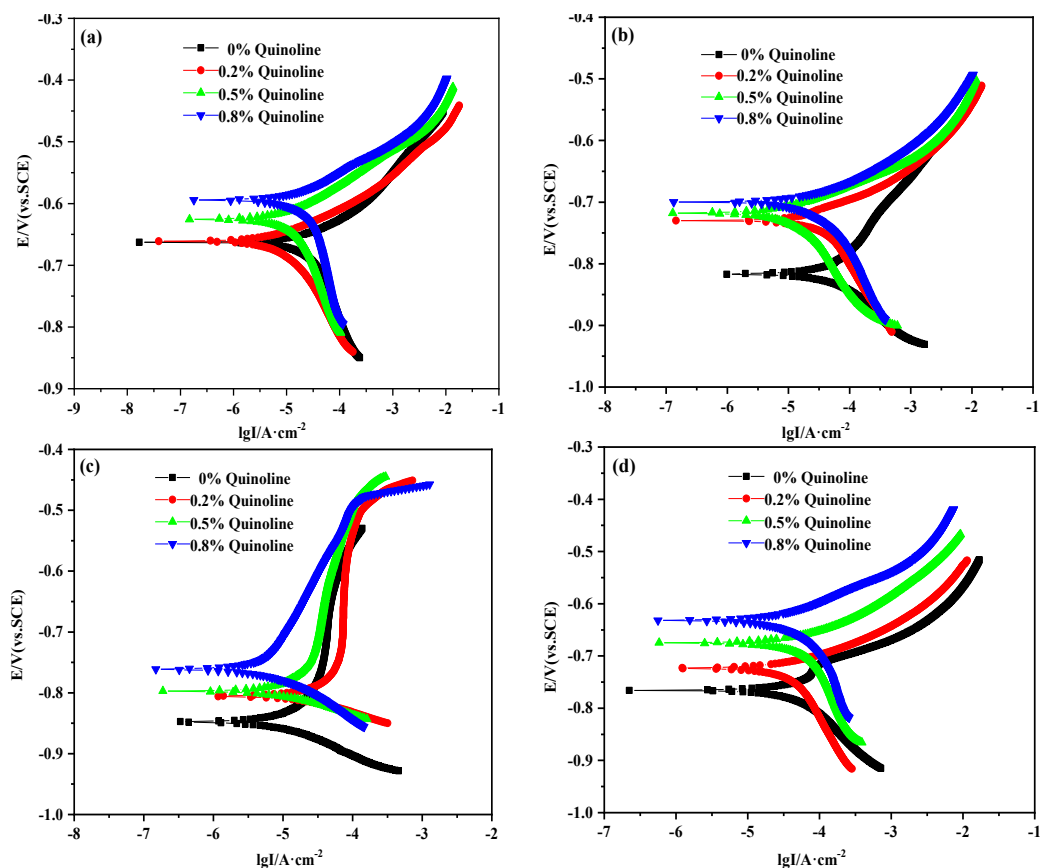 (a)
0% Quinoline
0.2% Quinoline
0.5% Quinoline
0.8% Quinoline
-0.3
-0.4
-0.5
-0.6
-0.7
-0.8
-0.9
E/V(vs.SCE)
-9 -8 -7 -6 -5 -4 -3 -2 -1
lgI/A·cm-2
(b)
0% Quinoline
0.2% Quinoline
0.5% Quinoline
0.8% Quinoline
-0.4
-0.5
-0.6
-0.7
-0.8
-0.9
-1.0
E/V(vs.SCE)
-8 -7 -6 -5 -4 -3 -2 -1
lgI/A·cm-2
(c)
0% Quinoline
0.2% Quinoline
0.5% Quinoline
0.8% Quinoline
-0.4
-0.5
-0.6
-0.7
-0.8
-0.9
-1.0
E/V(vs.SCE)
-8 -7 -6 -5 -4 -3 -2
lgI/A·cm-2
(d)
0% Quinoline
0.2% Quinoline
0.5% Quinoline
0.8% Quinoline
-0.3
-0.4
-0.5
-0.6
-0.7
-0.8
-0.9
-1.0
E/V(vs.SCE)
-7 -6 -5 -4 -3 -2 -1
lgI/A·cm-2